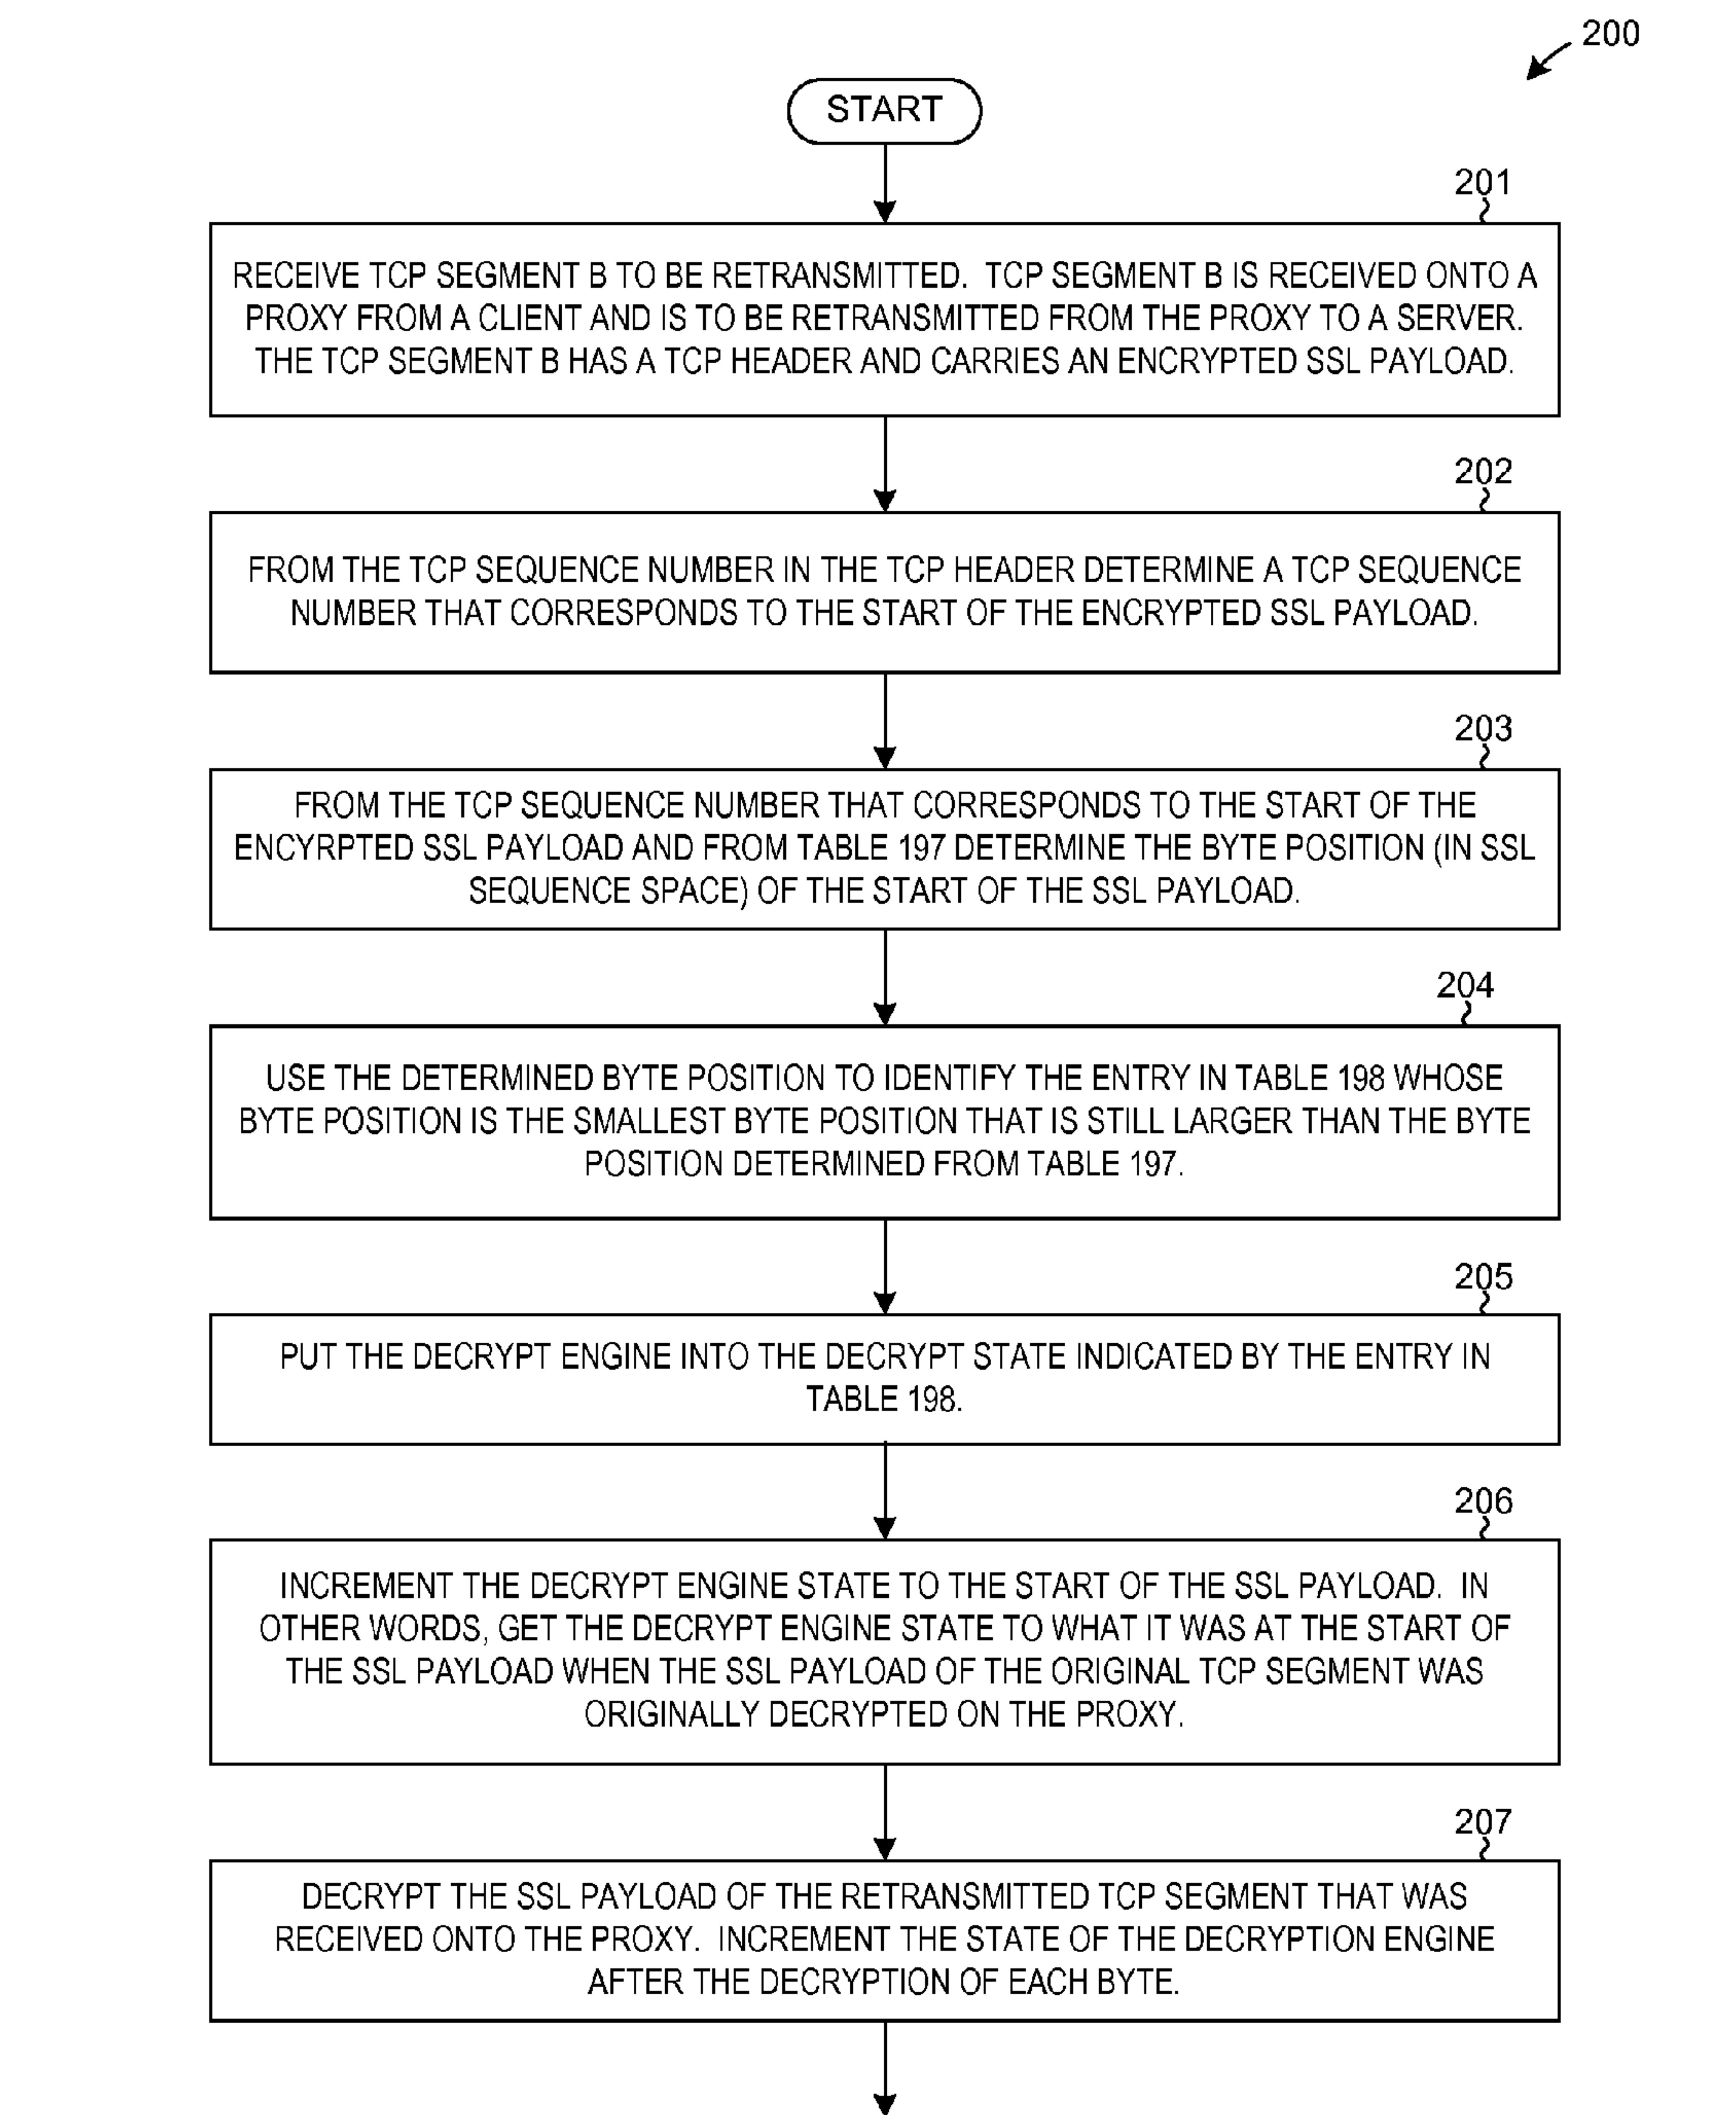 200
START
201
RECEIVE TCP SEGMENT B TO BE RETRANSMITTED. TCP SEGMENT B IS RECEIVED ONTO A
PROXY FROM A CLIENT AND IS TO BE RETRANSMITTED FROM THE PROXY TO A SERVER.
THE TCP SEGMENT B HAS A TCP HEADER AND CARRIES AN ENCRYPTED SSL PAYLOAD.
202
FROM THE TCP SEQUENCE NUMBER IN THE TCP HEADER DETERMINE A TCP SEQUENCE
NUMBER THAT CORRESPONDS TO THE START OF THE ENCRYPTED SSL PAYLOAD.
203
FROM THE TCP SEQUENCE NUMBER THAT CORRESPONDS TO THE START OF THE
ENCYRPTED SSL PAYLOAD AND FROM TABLE 197 DETERMINE THE BYTE POSITION (IN SSL
SEQUENCE SPACE) OF THE START OF THE SSL PAYLOAD.
204
USE THE DETERMINED BYTE POSITION TO IDENTIFY THE ENTRY IN TABLE 198 WHOSE
BYTE POSITION IS THE SMALLEST BYTE POSITION THAT IS STILL LARGER THAN THE BYTE
POSITION DETERMINED FROM TABLE 197.
205
PUT THE DECRYPT ENGINE INTO THE DECRYPT STATE INDICATED BY THE ENTRY IN
TABLE 198.
206
INCREMENT THE DECRYPT ENGINE STATE TO THE START OF THE SSL PAYLOAD. IN
OTHER WORDS, GET THE DECRYPT ENGINE STATE TO WHAT IT WAS AT THE START OF
THE SSL PAYLOAD WHEN THE SSL PAYLOAD OF THE ORIGINAL TCP SEGMENT WAS
ORIGINALLY DECRYPTED ON THE PROXY.
207
DECRYPT THE SSL PAYLOAD OF THE RETRANSMITTED TCP SEGMENT THAT WAS
RECEIVED ONTO THE PROXY. INCREMENT THE STATE OF THE DECRYPTION ENGINE
AFTER THE DECRYPTION OF EACH BYTE.